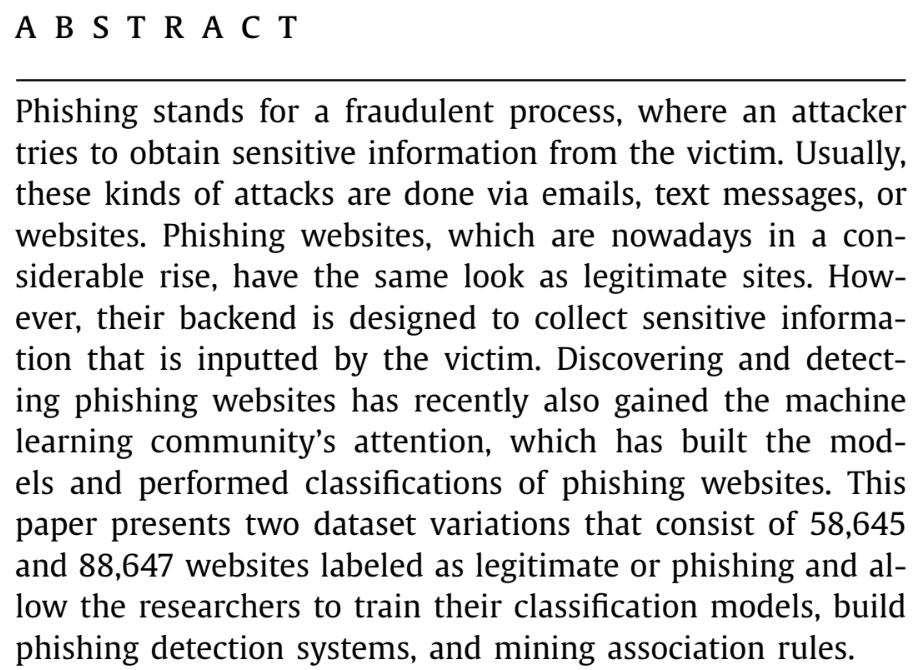 A B S T R A C T
Phishing stands for a fraudulent process, where an attacker
tries to obtain sensitive information from the victim. Usually,
these kinds of attacks are done via emails, text messages, or
websites. Phishing websites, which are nowadays in a con-
siderable rise, have the same look as legitimate sites. How-
ever, their backend is designed to collect sensitive informa-
tion that is inputted by the victim. Discovering and detect-
ing phishing websites has recently also gained the machine
learning community’s attention, which has built the mod-
els and performed classifications of phishing websites. This
paper presents two dataset variations that consist of 58,645
and 88,647 websites labeled as legitimate or phishing and al-
low the researchers to train their classification models, build
phishing detection systems, and mining association rules.